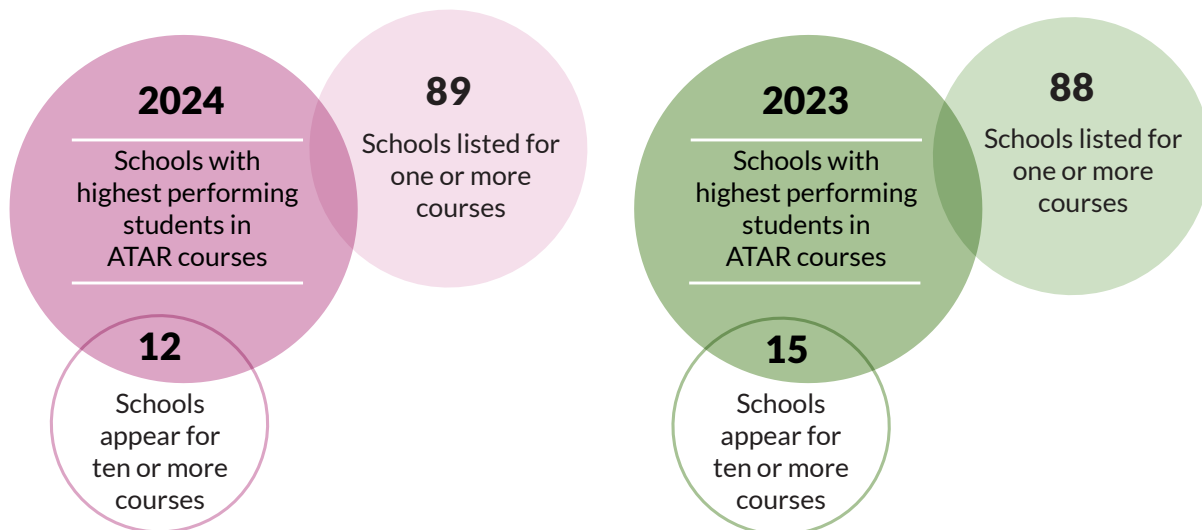 2024
Schools with
highest performing
students in
ATAR courses
89
Schools listed for
one or more
courses
12
Schools
appear for
ten or more
courses
2023
Schools with
highest performing
students in
ATAR courses
88
Schools listed for
one or more
courses
15
Schools
appear for
ten or more
courses